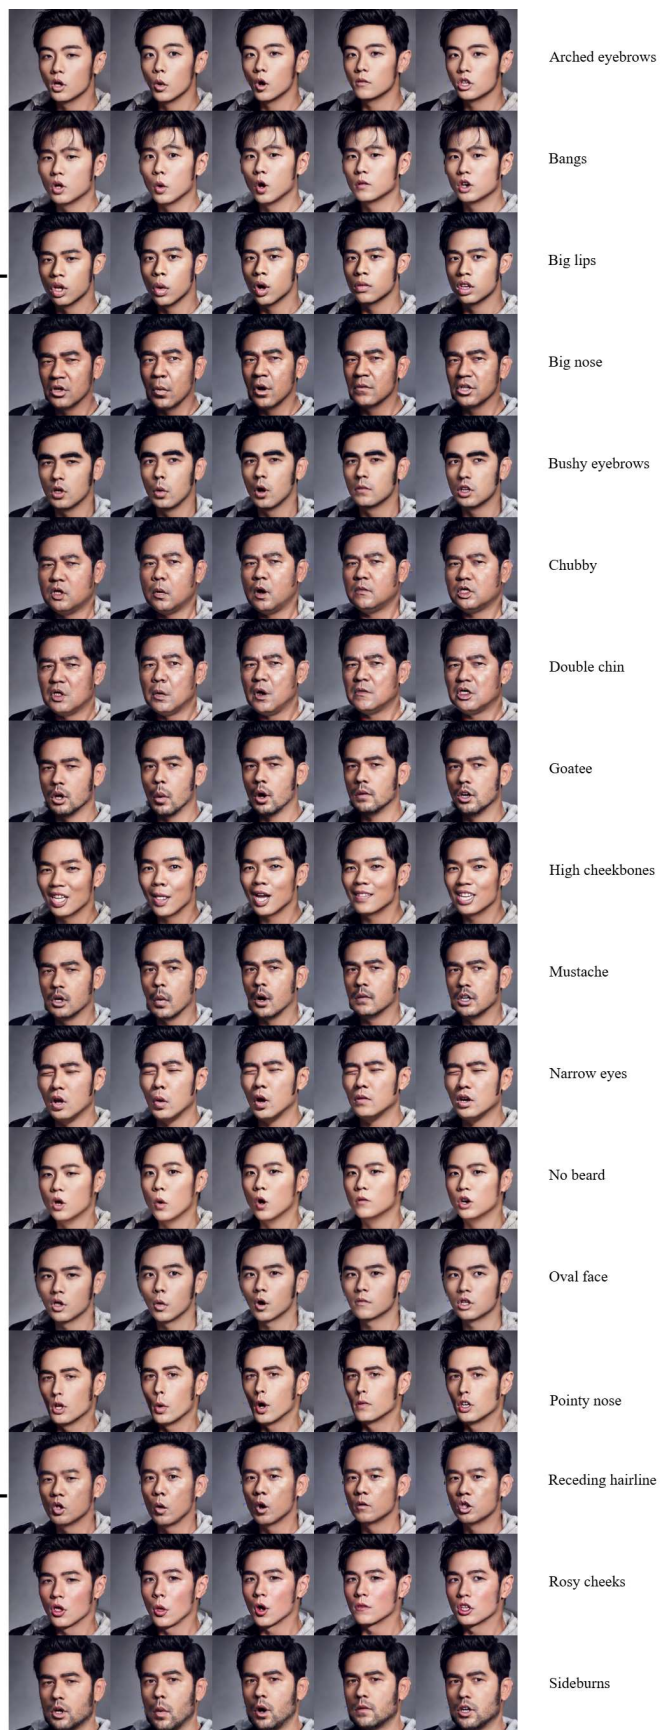 Arched eyebrows
Bangs
Big lips
Big nose
Bushy eyebrows
Chubby
Double chin
Goatee
High cheekbones
Mustache
Narrow eyes
No beard
Oval face
Pointy nose
Receding hairline
Rosy cheeks
Sideburns